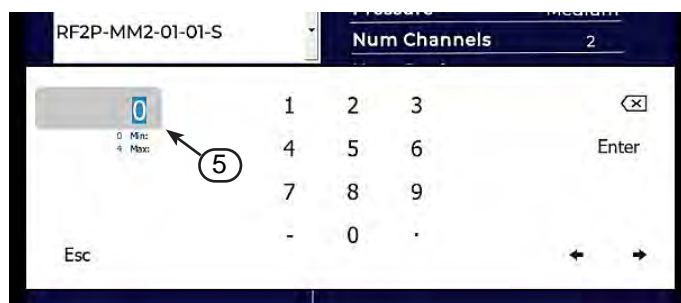 RF2P-MM2-01-01-S
Medium
Num Channels 2
0 1 2 3
0 Min:
4 Max:
5
4 5 6 Enter
7 8 9
- 0 .
Esc